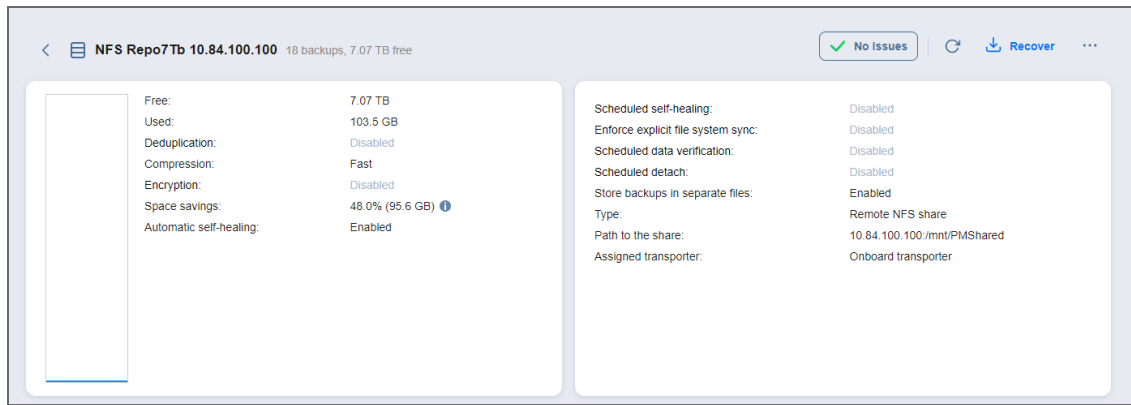 NFS Repo7Tb 10.84.100.100 18 backups, 7.07 TB free
No Issues
Recover
Free: 7.07 TB
Used: 103.5 GB
Deduplication: Disabled
Compression: Fast
Encryption: Disabled
Space savings: 48.0% (95.6 GB)
Automatic self-healing: Enabled
Scheduled self-healing: Disabled
Enforce explicit file system sync: Disabled
Scheduled data verification: Disabled
Scheduled detach: Disabled
Store backups in separate files: Enabled
Type: Remote NFS share
Path to the share: 10.84.100.100:/mnt/PMShared
Assigned transporter: Onboard transporter